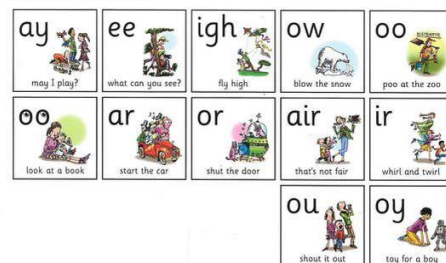 ay
may I play?
ee
what can you see?
igh
fly high
ow
blow the snow
oo
poo at the zoo
oo
look at a book
ar
start the car
or
shut the door
air
that's not fair
ir
whirl and twirl
ou
shout it out
oy
toy for a boy